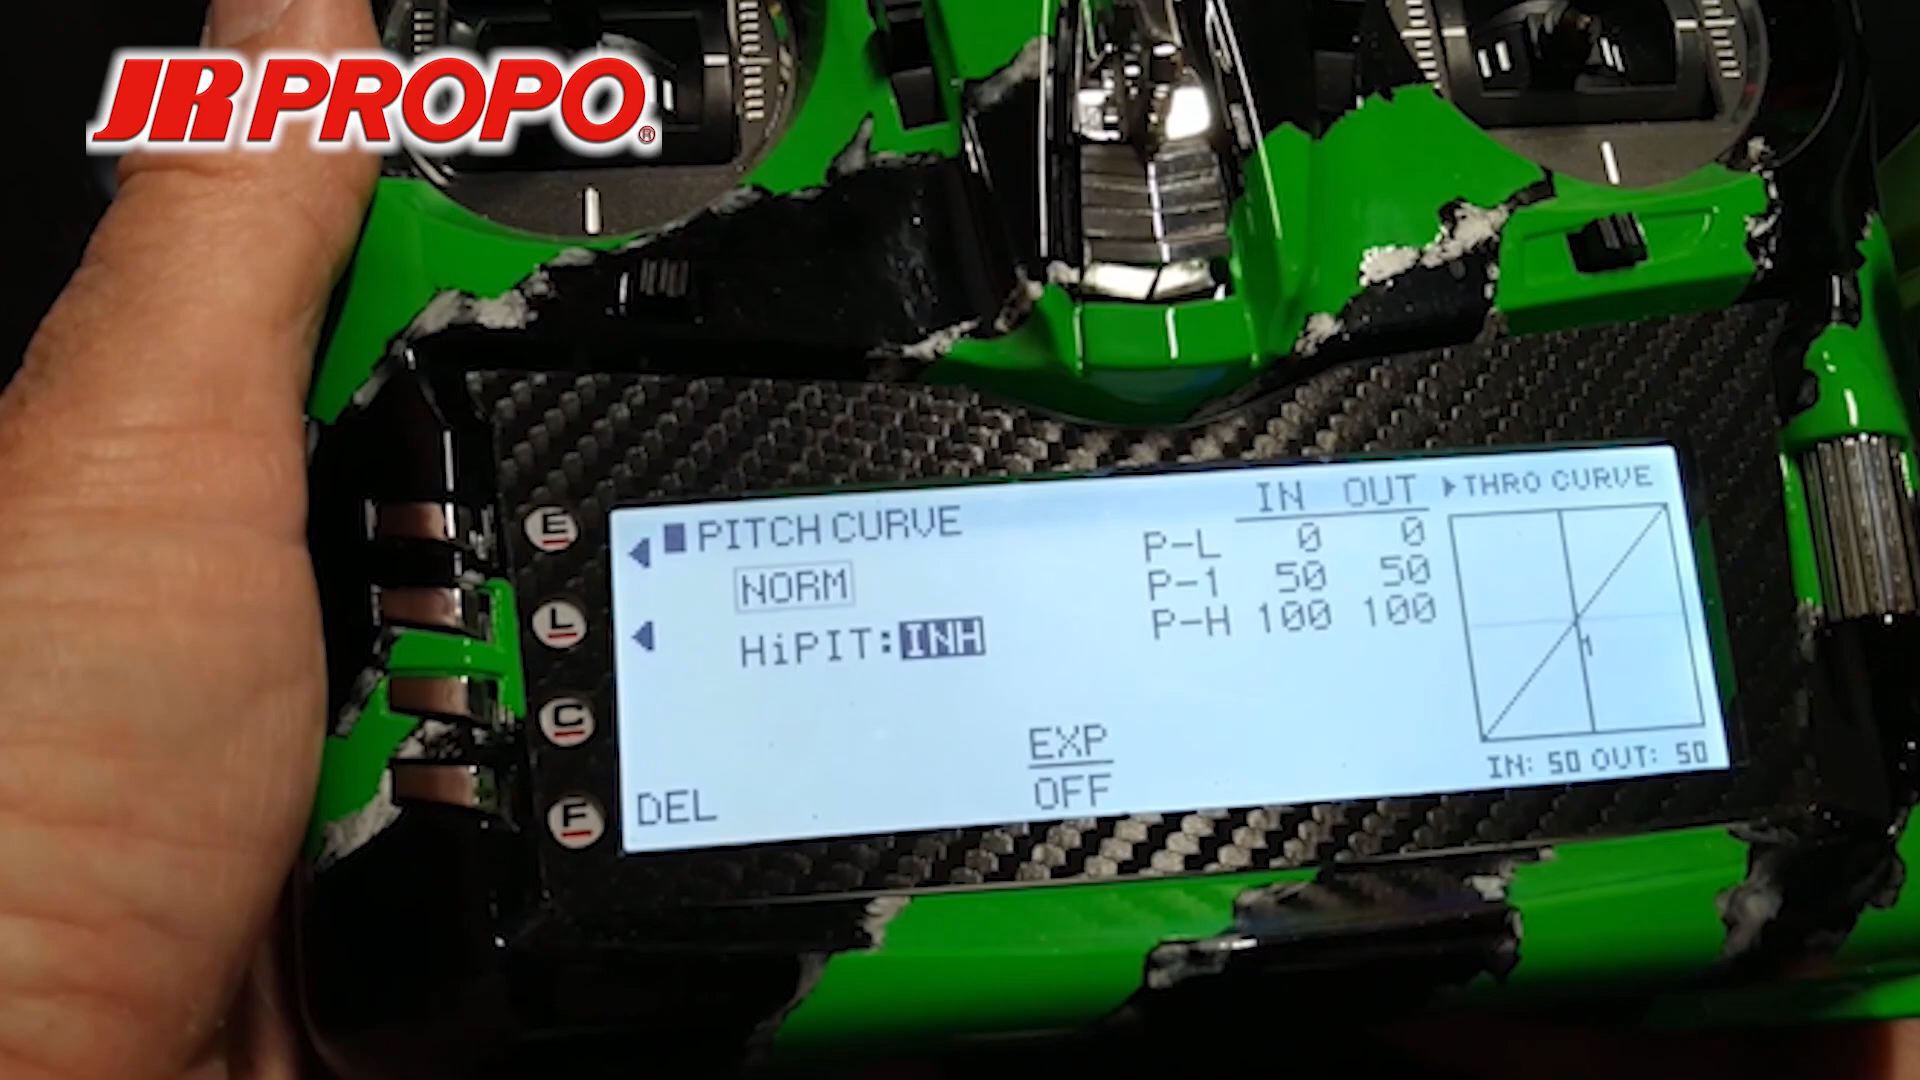 JR PROPO®
PITCH CURVE
NORM
HiPIT:INH
EXP
OFF
DEL
IN OUT
P-L 0 0
P-1 50 50
P-H 100 100
▶THRO CURVE
1
IN: 50 OUT: 50
E
L
C
F